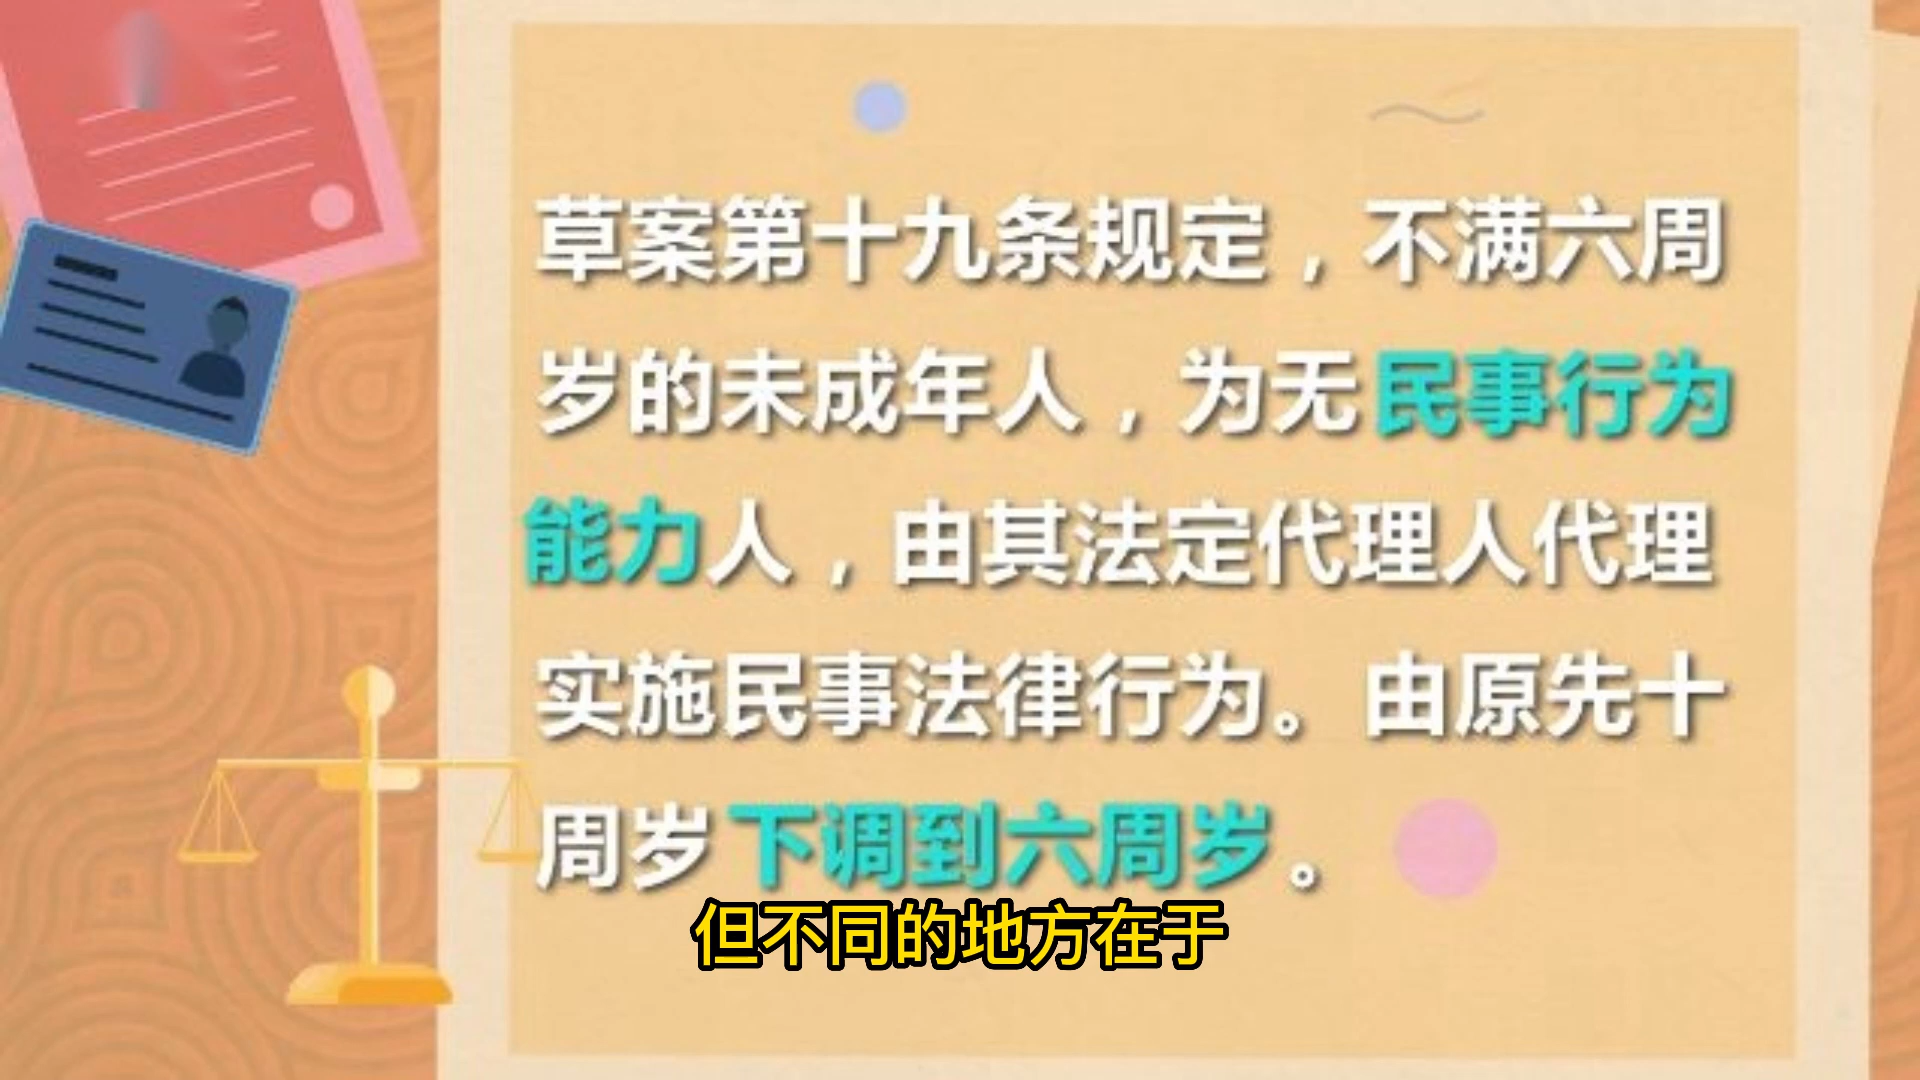 草案第十九条规定，不满六周
岁的未成年人，为无民事行为
能力人，由其法定代理人代理
实施民事法律行为。由原先十
周岁下调到六周岁。
但不同的地方在于